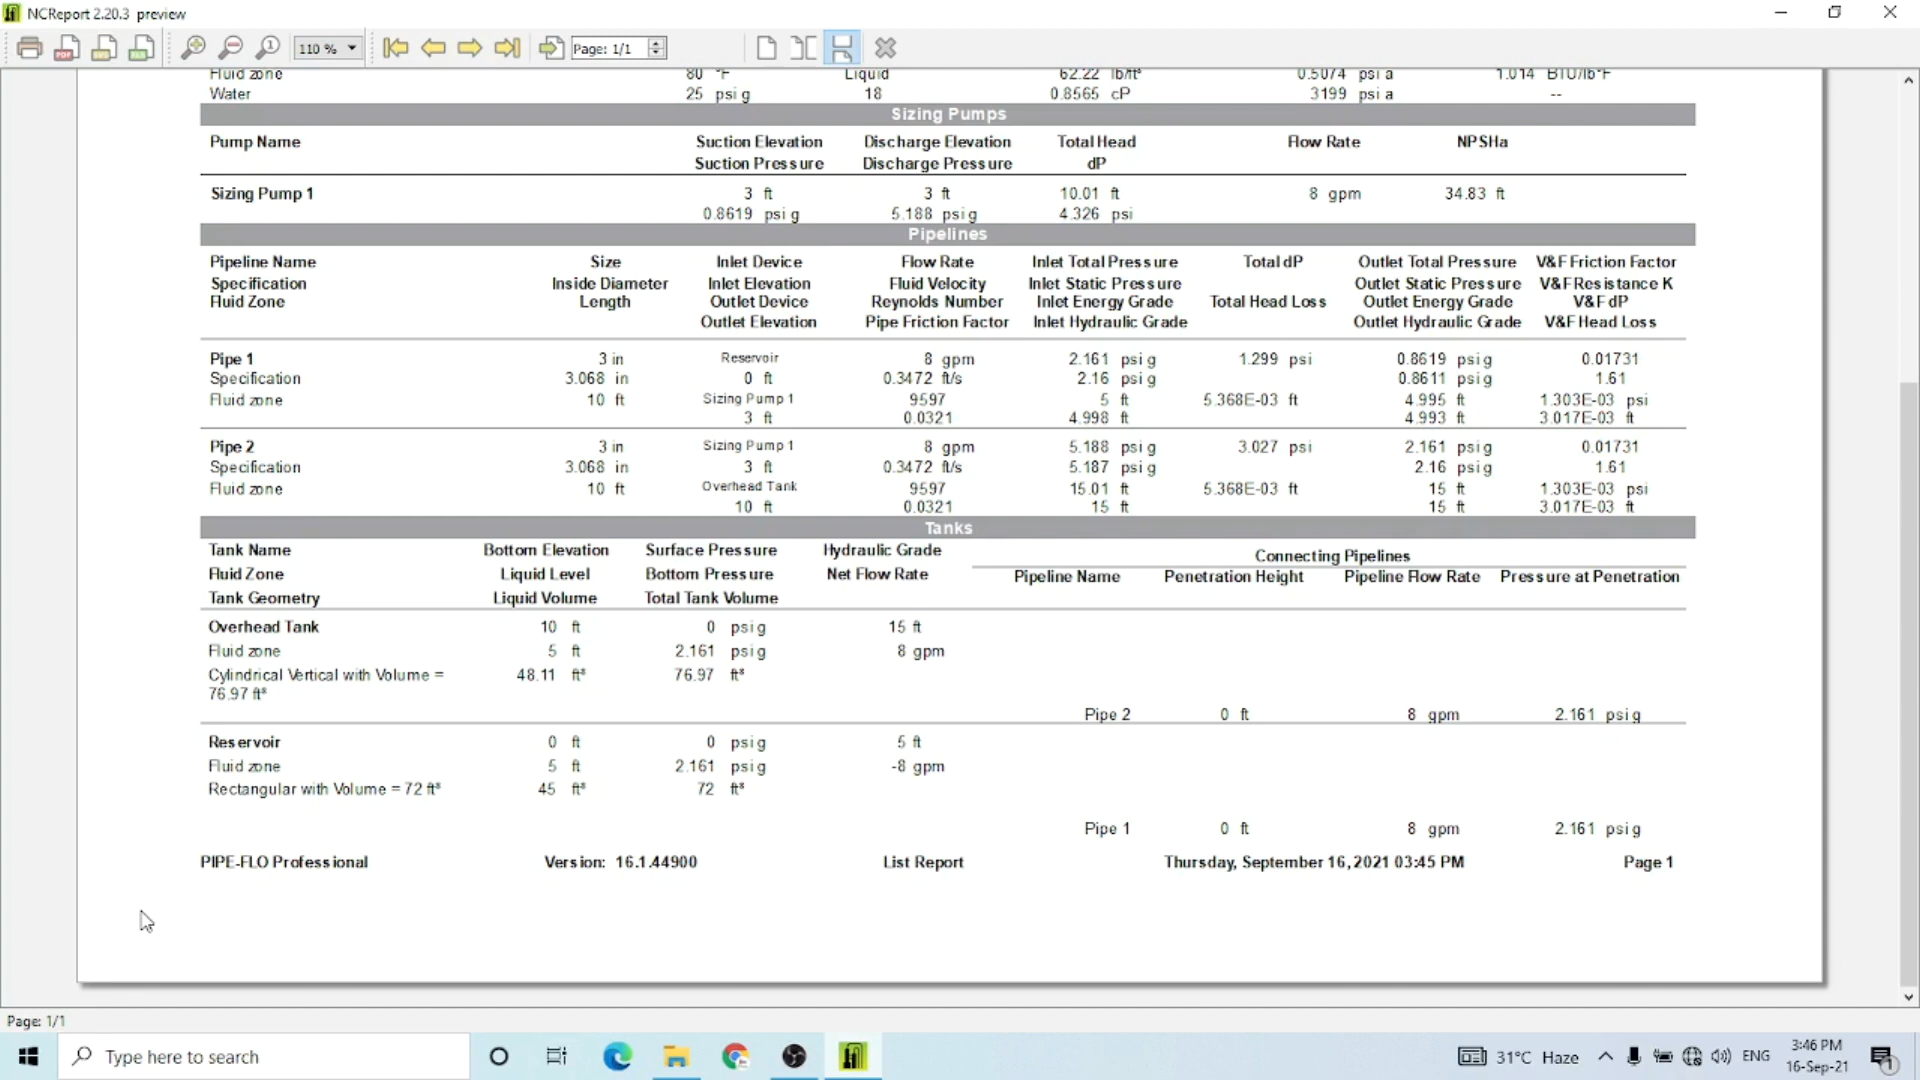 NCReport 2.20.3 preview
110 %
Page: 1/1
Fluid zone 80 °F Liquid 62.22 lb/ft³ 0.5074 psi a 1.014 BTU/lb°F
Water 25 psi g 18 0.8565 cP 3199 psi a --
Sizing Pumps
Pump Name Suction Elevation Discharge Elevation Total Head Flow Rate NPSHa
Suction Pressure Discharge Pressure dP
Sizing Pump 1 3 ft 3 ft 10.01 ft 8 gpm 34.83 ft
0.8619 psi g 5.188 psi g 4.326 psi
Pipelines
Pipeline Name Size Inlet Device Flow Rate Inlet Total Pressure Total dP Outlet Total Pressure V&F Friction Factor
Specification Inside Diameter Inlet Elevation Fluid Velocity Inlet Static Pressure Outlet Static Pressure V&F Resistance K
Fluid Zone Length Outlet Device Reynolds Number Inlet Energy Grade Total Head Loss Outlet Energy Grade V&F dP
Outlet Elevation Pipe Friction Factor Inlet Hydraulic Grade Outlet Hydraulic Grade V&F Head Loss
Pipe 1 3 in Reservoir 8 gpm 2.161 psi g 1.299 psi 0.8619 psi g 0.01731
Specification 3.068 in 0 ft 0.3472 ft/s 2.16 psi g 0.8611 psi g 1.61
Fluid zone 10 ft Sizing Pump 1 9597 5 ft 5.368E-03 ft 4.995 ft 1.303E-03 psi
3 ft 0.0321 4.998 ft 4.993 ft 3.017E-03 ft
Pipe 2 3 in Sizing Pump 1 8 gpm 5.188 psi g 3.027 psi 2.161 psi g 0.01731
Specification 3.068 in 3 ft 0.3472 ft/s 5.187 psi g 2.16 psi g 1.61
Fluid zone 10 ft Overhead Tank 9597 15.01 ft 5.368E-03 ft 15 ft 1.303E-03 psi
10 ft 0.0321 15 ft 15 ft 3.017E-03 ft
Tanks
Tank Name Bottom Elevation Surface Pressure Hydraulic Grade Connecting Pipelines
Fluid Zone Liquid Level Bottom Pressure Net Flow Rate Pipeline Name Penetration Height Pipeline Flow Rate Pressure at Penetration
Tank Geometry Liquid Volume Total Tank Volume
Overhead Tank 10 ft 0 psi g 15 ft
Fluid zone 5 ft 2.161 psi g 8 gpm
Cylindrical Vertical with Volume = 48.11 ft³ 76.97 ft³
76.97 ft³
Pipe 2 0 ft 8 gpm 2.161 psi g
Reservoir 0 ft 0 psi g 5 ft
Fluid zone 5 ft 2.161 psi g -8 gpm
Rectangular with Volume = 72 ft³ 45 ft³ 72 ft³
Pipe 1 0 ft 8 gpm 2.161 psi g
PIPE-FLO Professional Version: 16.1.44900 List Report Thursday, September 16, 2021 03:45 PM Page 1
Page: 1/1
Type here to search 31°C Haze ENG 3:46 PM
16-Sep-21
1